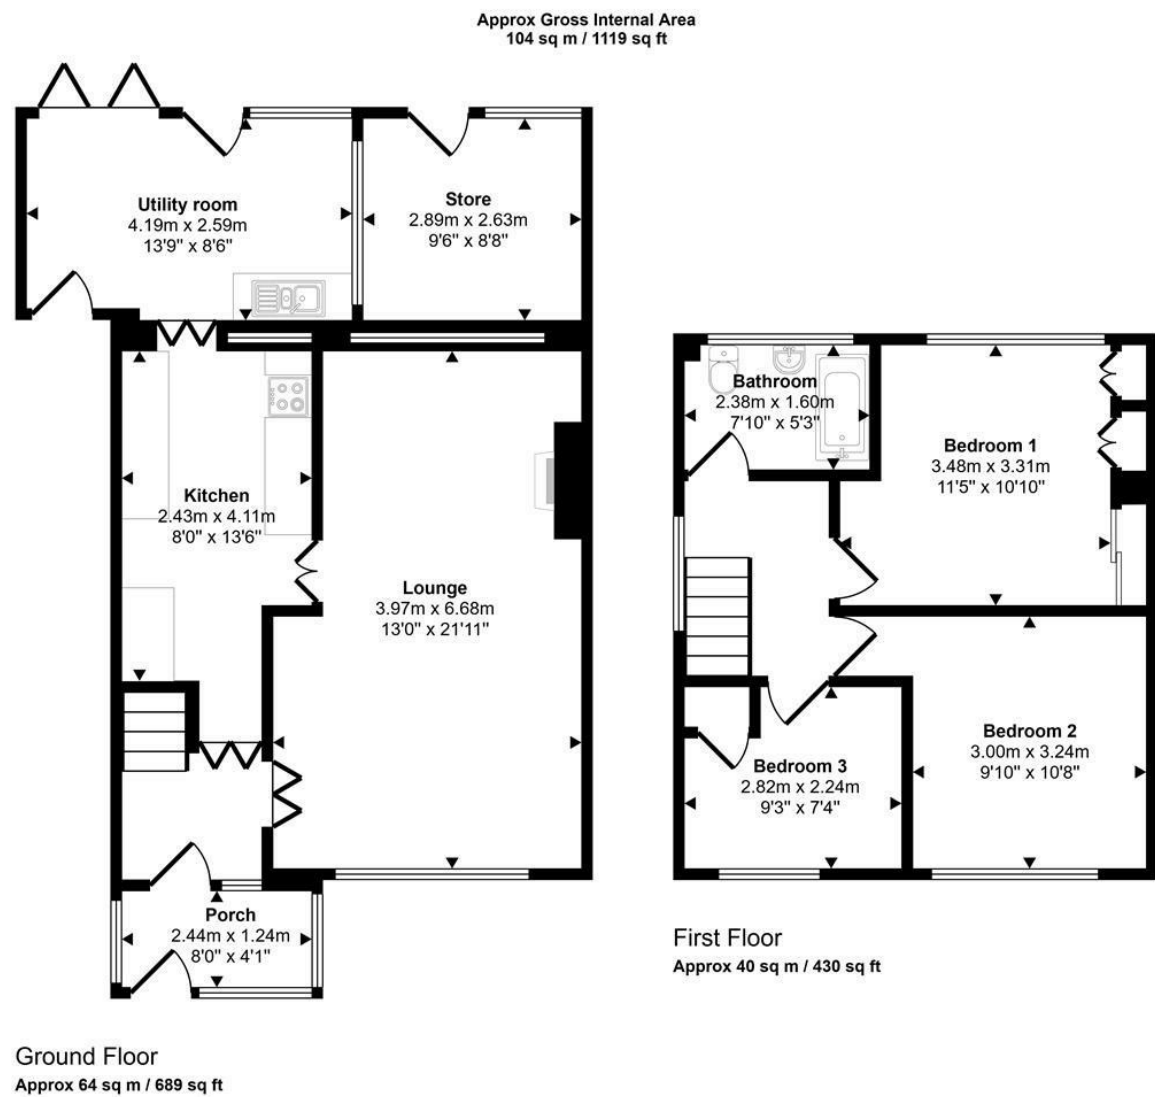 Approx Gross Internal Area
104 sq m / 1119 sq ft
Utility room
4.19m x 2.59m
13'9" x 8'6"
Store
2.89m x 2.63m
9'6" x 8'8"
Kitchen
2.43m x 4.11m
8'0" x 13'6"
Lounge
3.97m x 6.68m
13'0" x 21'11"
Porch
2.44m x 1.24m
8'0" x 4'1"
Ground Floor
Approx 64 sq m / 689 sq ft
Bathroom
2.38m x 1.60m
7'10" x 5'3"
Bedroom 1
3.48m x 3.31m
11'5" x 10'10"
Bedroom 2
3.00m x 3.24m
9'10" x 10'8"
Bedroom 3
2.82m x 2.24m
9'3" x 7'4"
First Floor
Approx 40 sq m / 430 sq ft